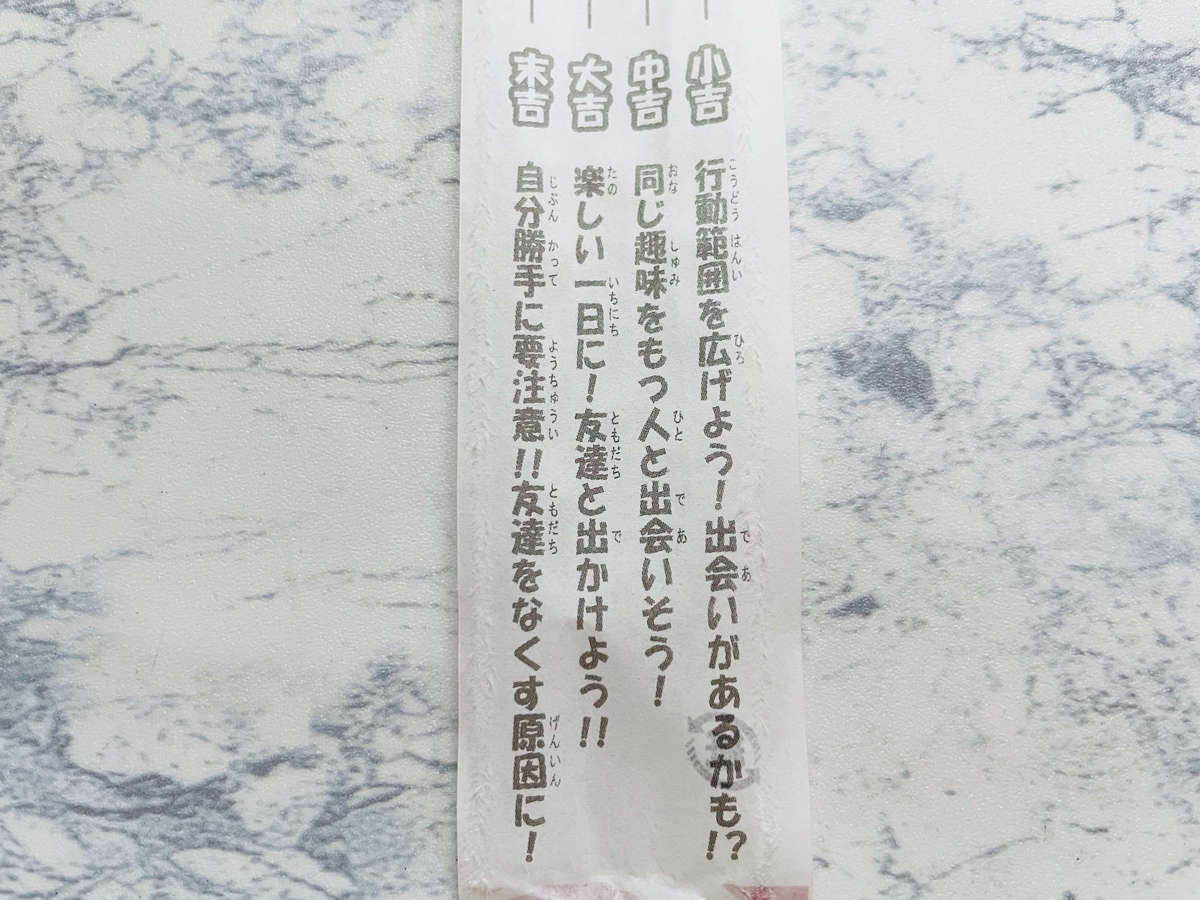 小吉 行動範囲を広げよう!出会いがあるかも!?
中吉 同じ趣味をもつ人と出会いそう!
大吉 楽しい一日に!友達と出かけよう!!
末吉 自分勝手に要注意!!友達をなくす原因に!